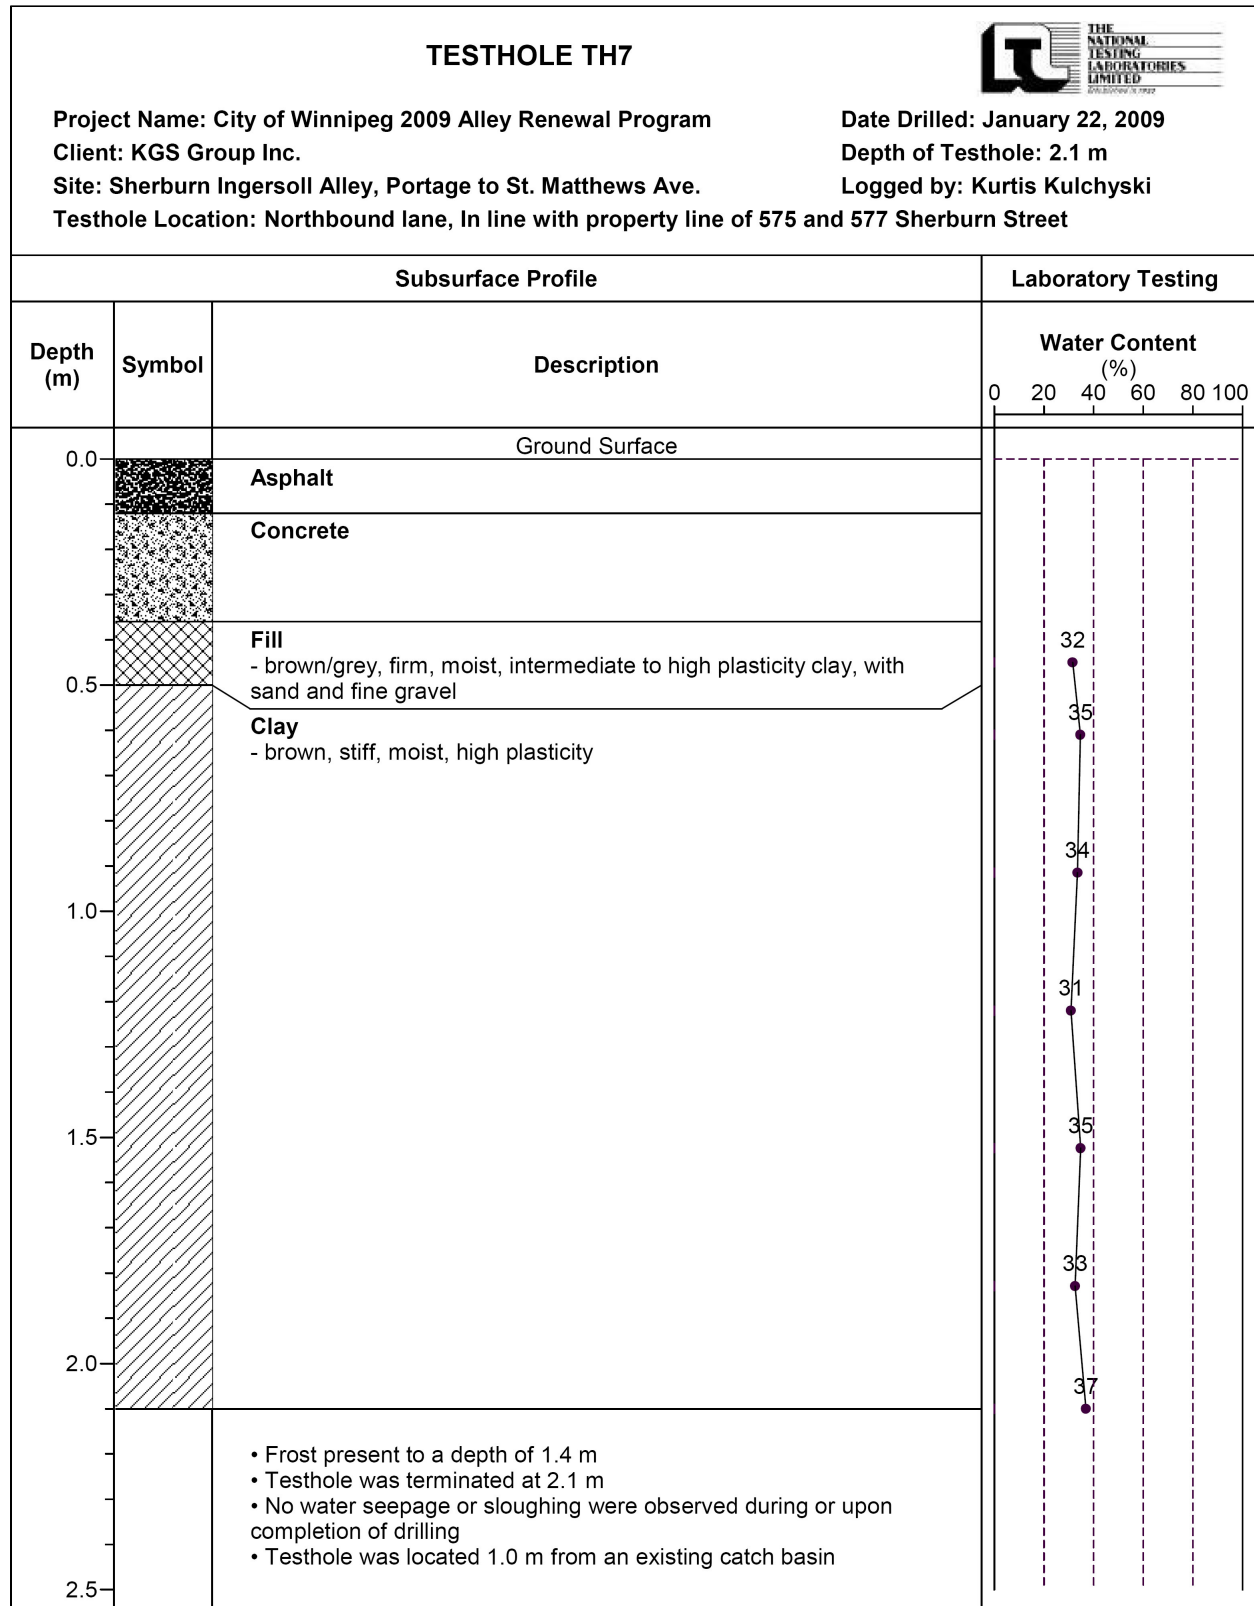 TESTHOLE TH7
THE
NATIONAL
TESTING
LABORATORIES
LIMITED
Established in 1923
Project Name: City of Winnipeg 2009 Alley Renewal Program
Date Drilled: January 22, 2009
Client: KGS Group Inc.
Depth of Testhole: 2.1 m
Site: Sherburn Ingersoll Alley, Portage to St. Matthews Ave.
Logged by: Kurtis Kulchyski
Testhole Location: Northbound lane, In line with property line of 575 and 577 Sherburn Street
Subsurface Profile
Laboratory Testing
Depth
(m)
Symbol
Description
Water Content
(%)
0 20 40 60 80 100
Ground Surface
0.0
Asphalt
Concrete
Fill
- brown/grey, firm, moist, intermediate to high plasticity clay, with
sand and fine gravel
32
0.5
Clay
- brown, stiff, moist, high plasticity
35
34
1.0
31
1.5
35
33
2.0
37
• Frost present to a depth of 1.4 m
• Testhole was terminated at 2.1 m
• No water seepage or sloughing were observed during or upon
completion of drilling
• Testhole was located 1.0 m from an existing catch basin
2.5